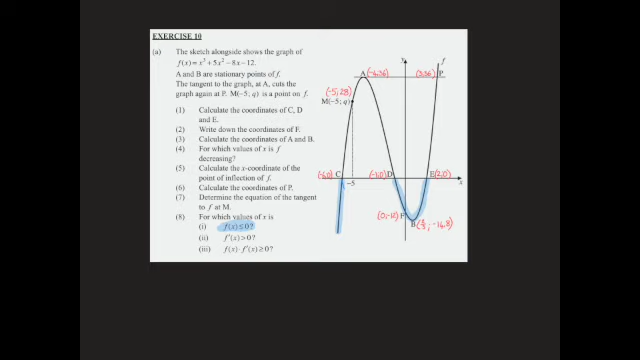 EXERCISE 10
(a) The sketch alongside shows the graph of
f(x) = x³ + 5x² − 8x − 12.
A and B are stationary points of f.
The tangent to the graph at A, cuts the
graph again at P. M(−5; q) is a point on f.
(1) Calculate the coordinates of C, D
and E.
(2) Write down the coordinates of F.
(3) Calculate the coordinates of A and B.
(4) For which values of x is f
decreasing?
(5) Calculate the x-coordinate of the
point of inflection of f.
(6) Calculate the coordinates of P.
(7) Determine the equation of the tangent
to f at M.
(8) For which values of x is
(i) f(x) ≤ 0?
(ii) f′(x) > 0?
(iii) f(x) · f′(x) ≥ 0?
y
f
A (-4;36)
(3;36) P
(-5; 28)
M(−5; q)
(-6;0) C
−5
(-1;0) D
E (2;0)
x
(0;-12) F
B (2/3; -14,8)